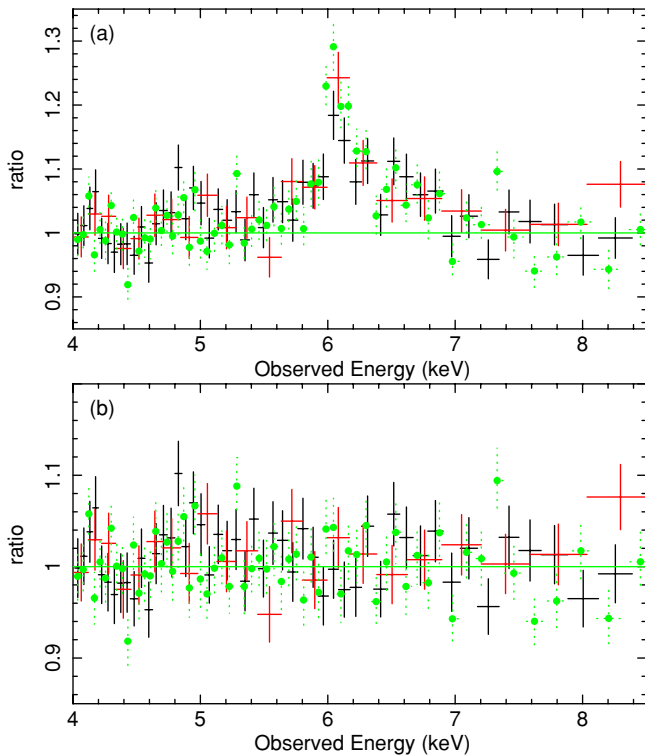 (a)
1.3
1.2
1.1
1
0.9
ratio
4 5 6 7 8
Observed Energy (keV)
(b)
1.1
1
0.9
ratio
4 5 6 7 8
Observed Energy (keV)